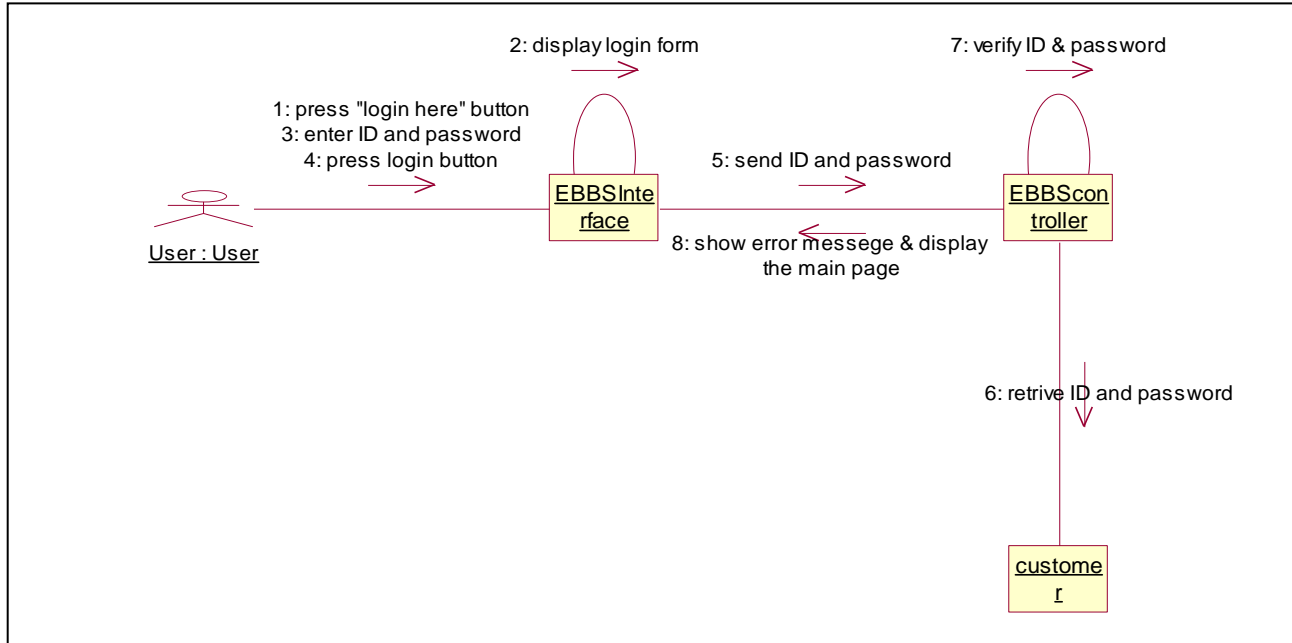 2: display login form
7: verify ID & password
1: press "login here" button
3: enter ID and password
4: press login button
5: send ID and password
EBBSInte
rface
EBBScon
troller
User : User
8: show error messege & display
the main page
6: retrive ID and password
custome
r